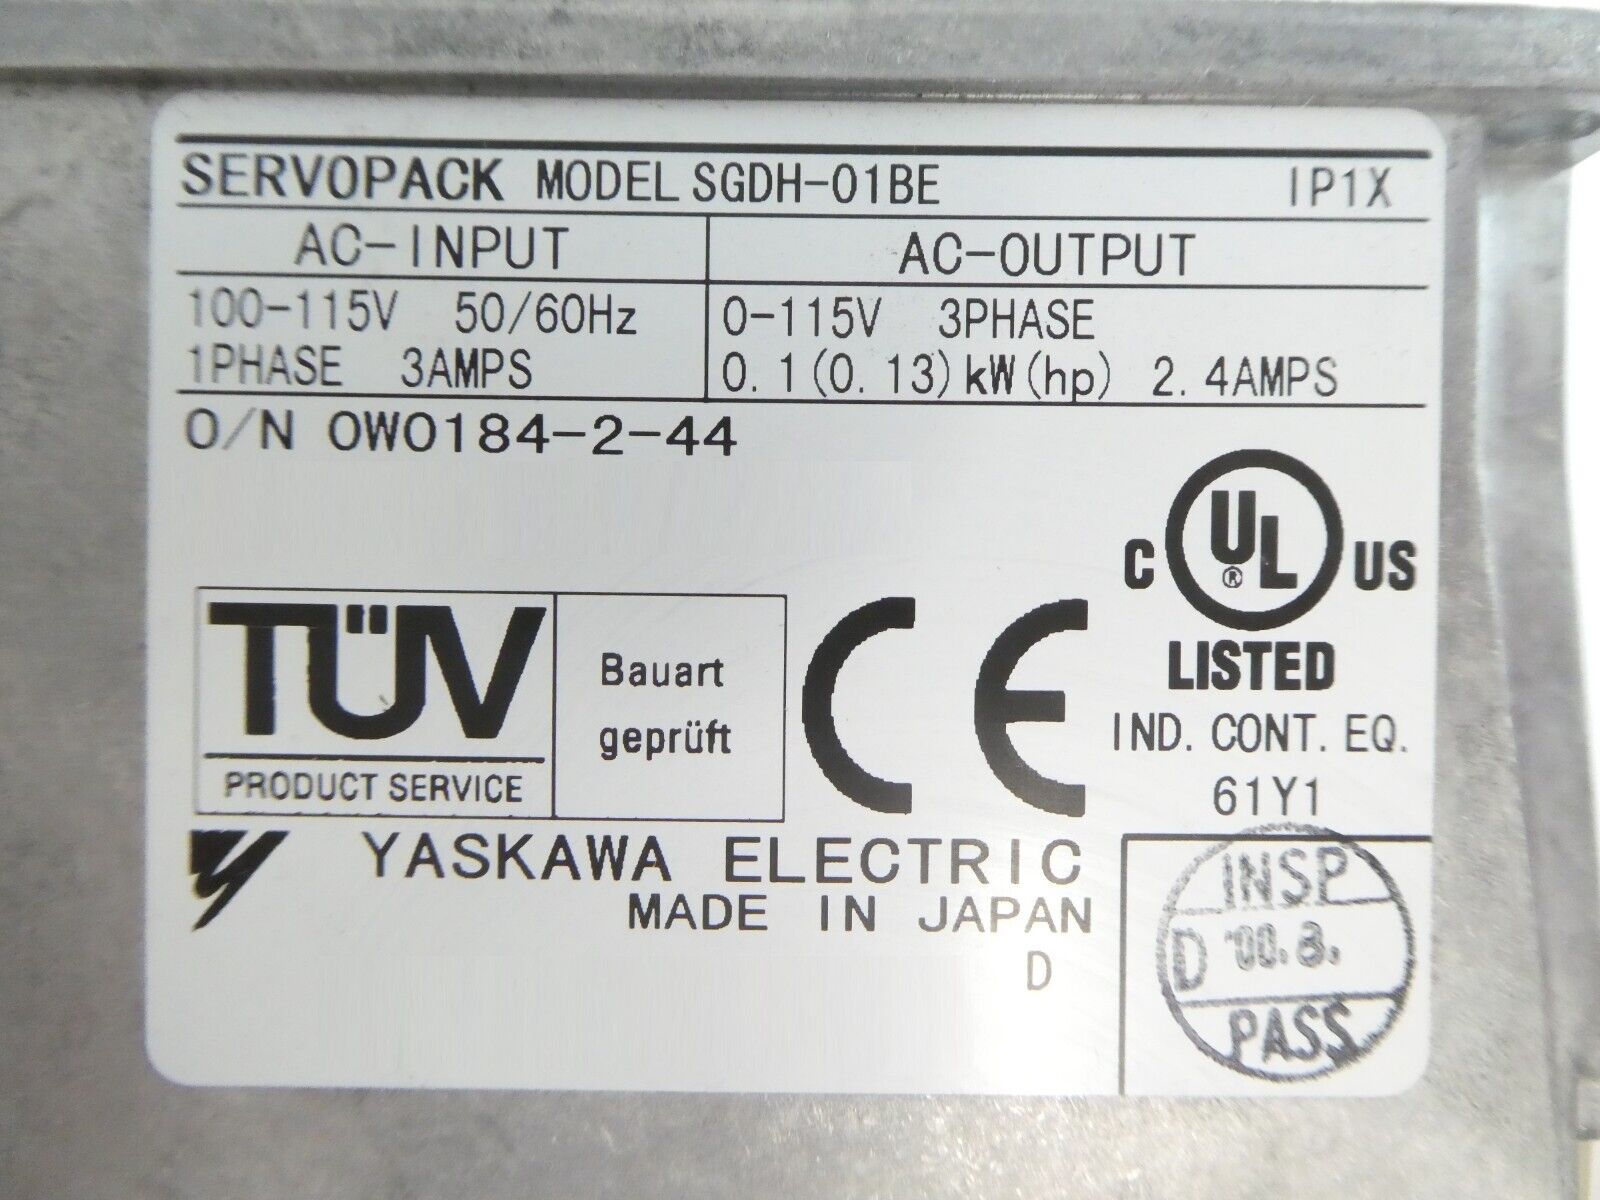 SERVOPACK MODEL SGDH-01BE IP1X
AC-INPUT
AC-OUTPUT
100-115V 50/60Hz
1PHASE 3AMPS
0-115V 3PHASE
0.1(0.13)kW(hp) 2.4AMPS
O/N 0W0184-2-44
C UL® US
LISTED
IND. CONT. EQ.
61Y1
TÜV
PRODUCT SERVICE
Bauart
geprüft
CE
YASKAWA ELECTRIC
MADE IN JAPAN
D
INSP
D '00.8.
PASS